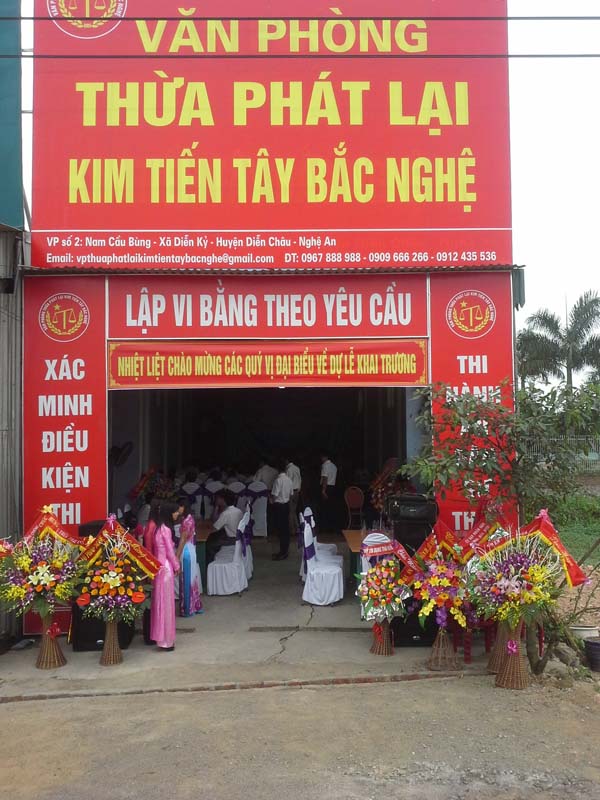 VĂN PHÒNG
THỪA PHÁT LẠI
KIM TIẾN TÂY BẮC NGHỆ
VP số 2: Nam Cầu Bùng - Xã Diễn Kỷ - Huyện Diễn Châu - Nghệ An
Email: vpthuaphatlaikimtientaybacnghe@gmail.com ĐT: 0967 888 988 - 0909 666 266 - 0912 435 536
LẬP VI BẰNG THEO YÊU CẦU
NHIỆT LIỆT CHÀO MỪNG CÁC QUÝ VỊ ĐẠI BIỂU VỀ DỰ LỄ KHAI TRƯƠNG
XÁC
MINH
ĐIỀU
KIỆN
THI
THI
HÀNH
TH